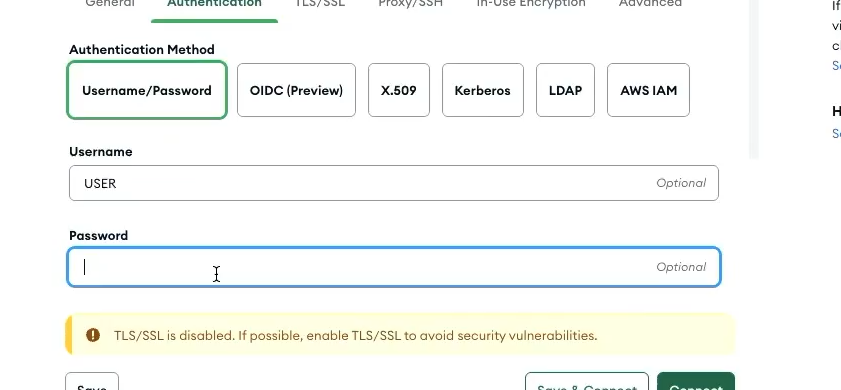 General Authentication TLS/SSL Proxy/SSH In-Use Encryption Advanced
If
vi
cl
Se
Authentication Method
Username/Password OIDC (Preview) X.509 Kerberos LDAP AWS IAM
H
Se
Username
USER Optional
Password
Optional
TLS/SSL is disabled. If possible, enable TLS/SSL to avoid security vulnerabilities.
Save Save & Connect Connect